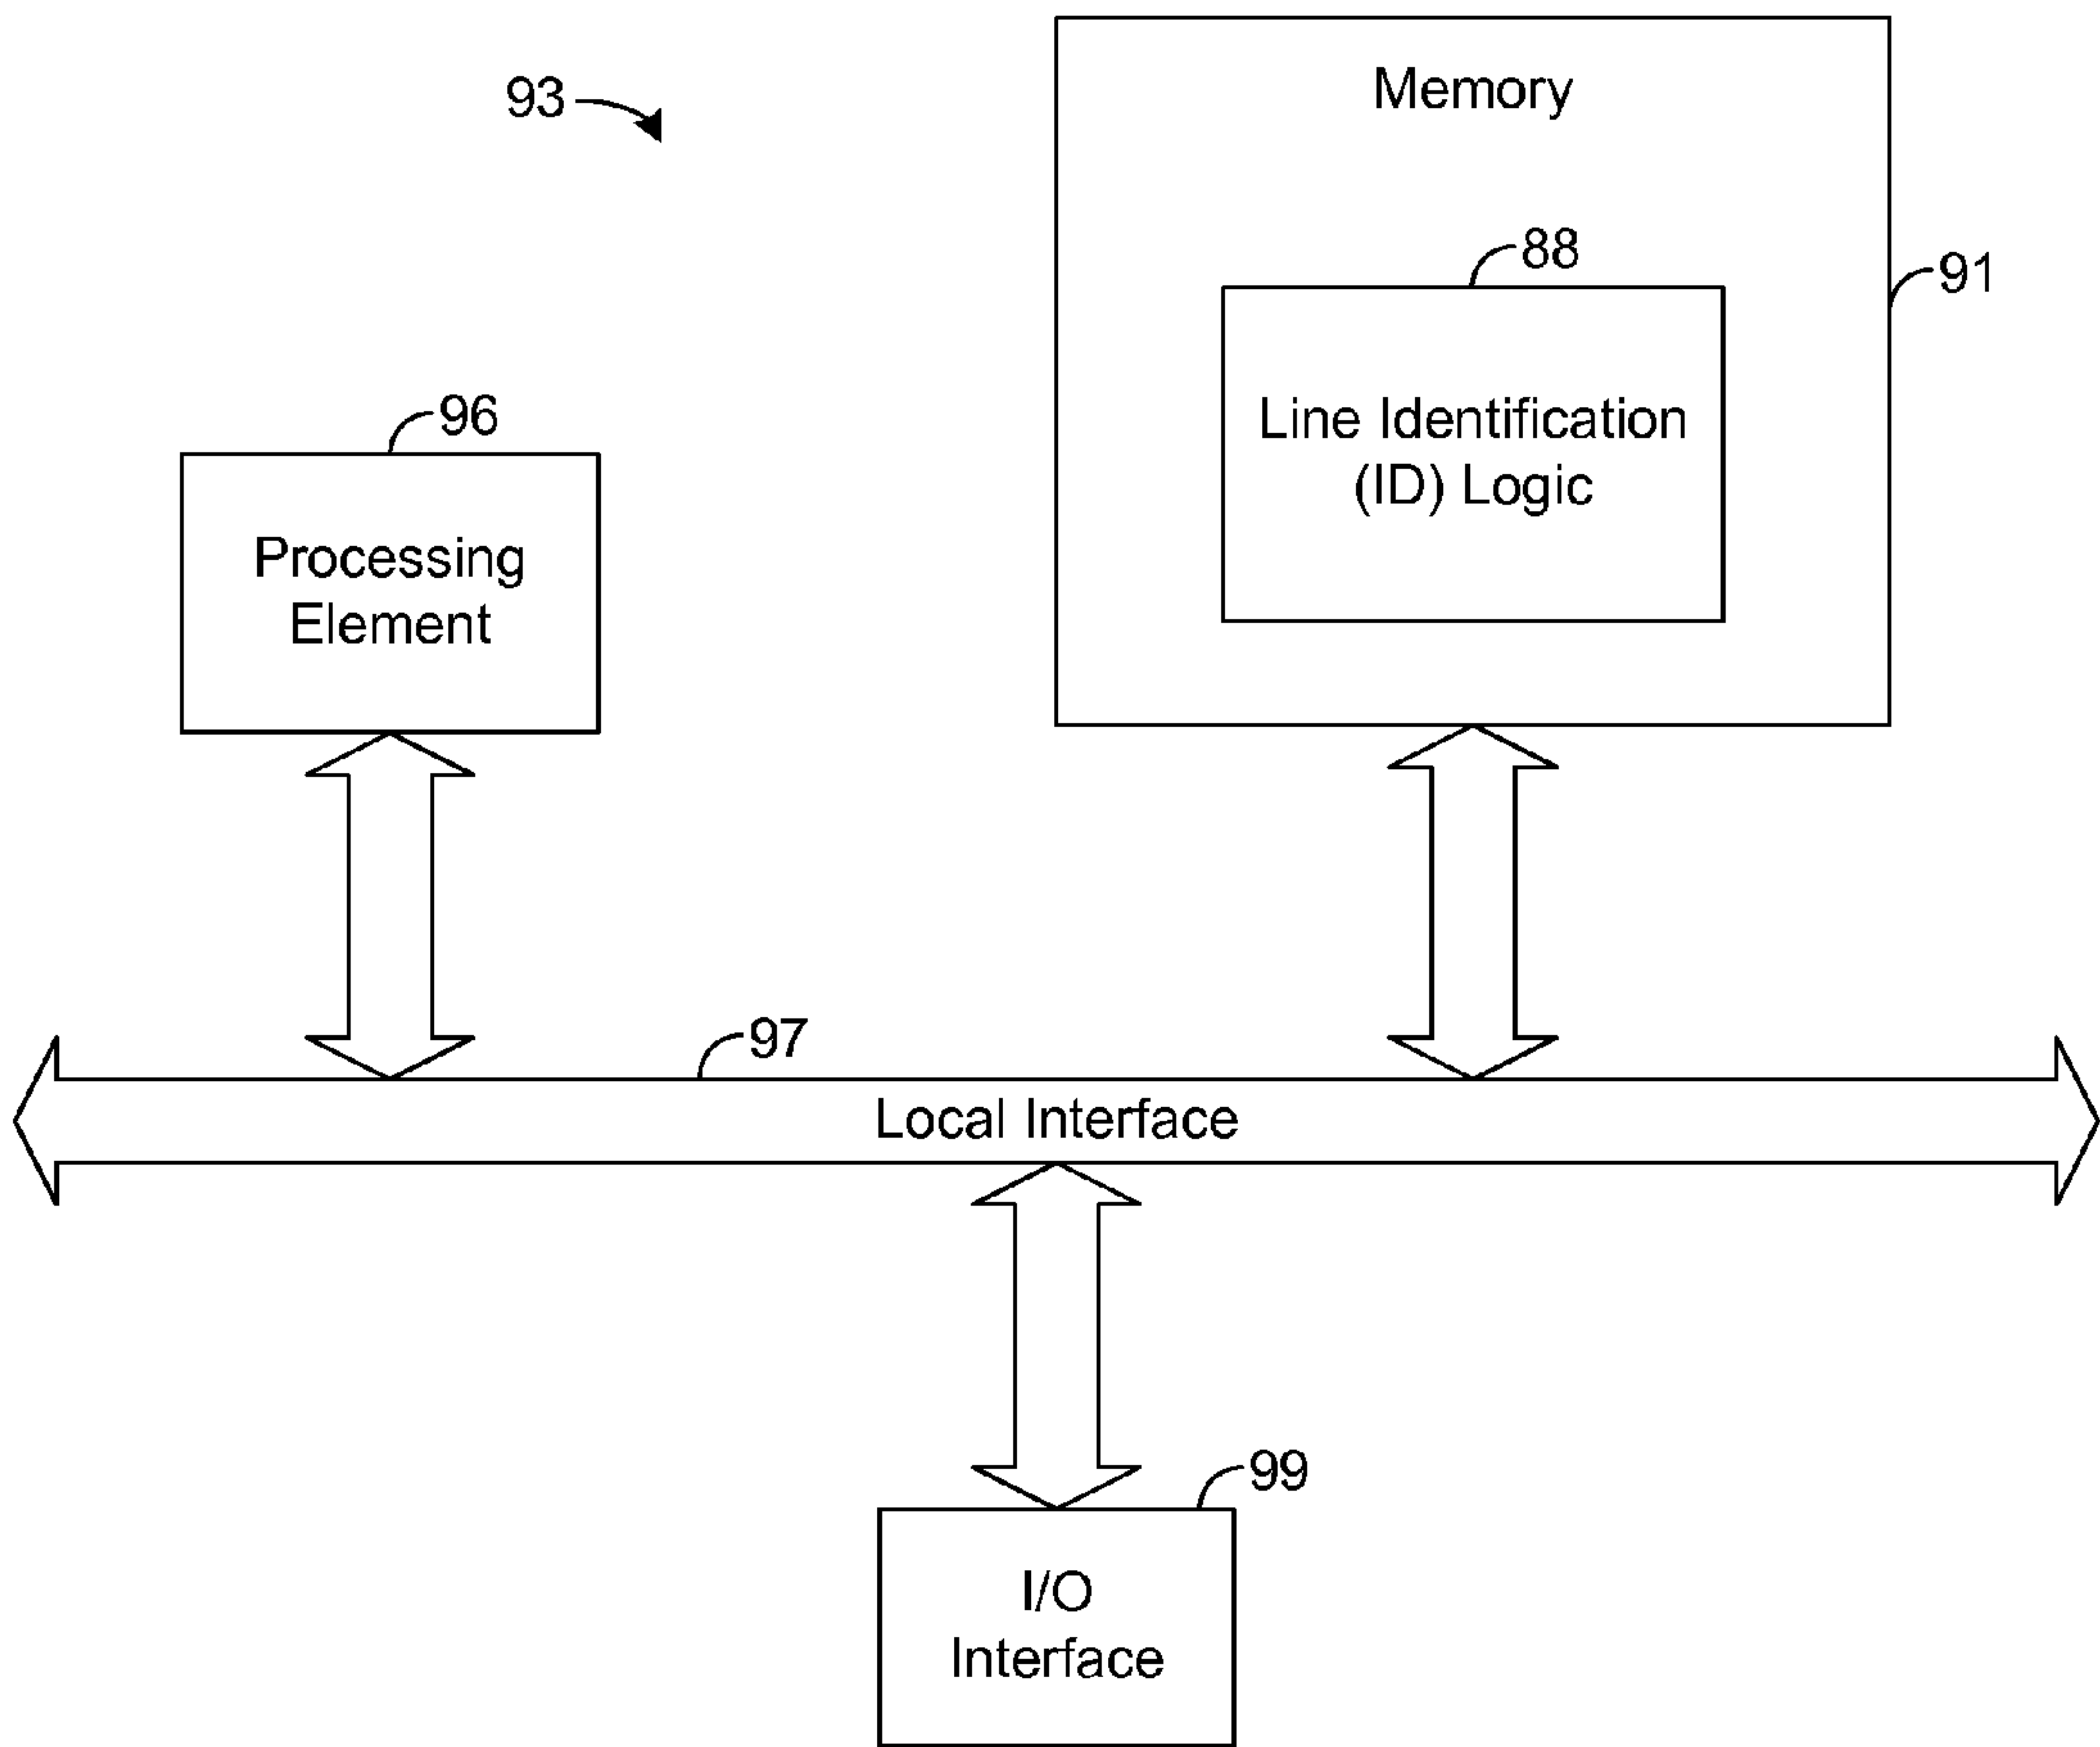 93
Memory
88
91
Line Identification
(ID) Logic
96
Processing
Element
97
Local Interface
99
I/O
Interface